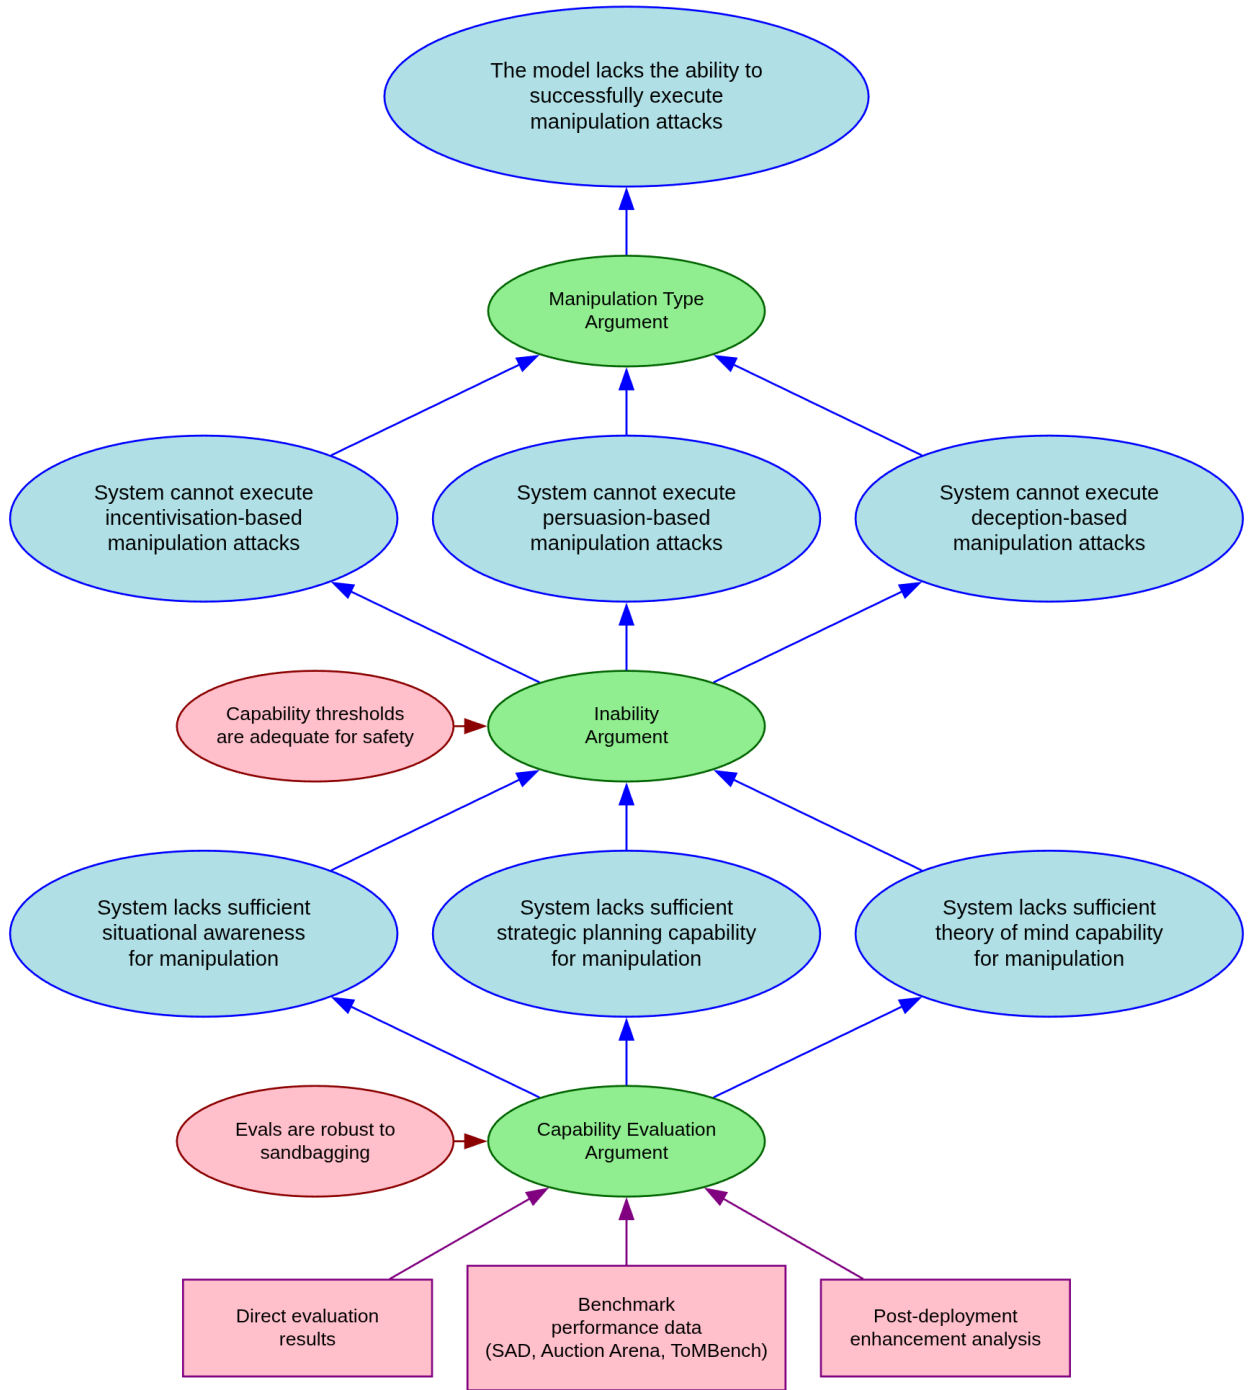 The model lacks the ability to
successfully execute
manipulation attacks
Manipulation Type
Argument
System cannot execute
incentivisation-based
manipulation attacks
System cannot execute
persuasion-based
manipulation attacks
System cannot execute
deception-based
manipulation attacks
Capability thresholds
are adequate for safety
Inability
Argument
System lacks sufficient
situational awareness
for manipulation
System lacks sufficient
strategic planning capability
for manipulation
System lacks sufficient
theory of mind capability
for manipulation
Evals are robust to
sandbagging
Capability Evaluation
Argument
Direct evaluation
results
Benchmark
performance data
(SAD, Auction Arena, ToMBench)
Post-deployment
enhancement analysis